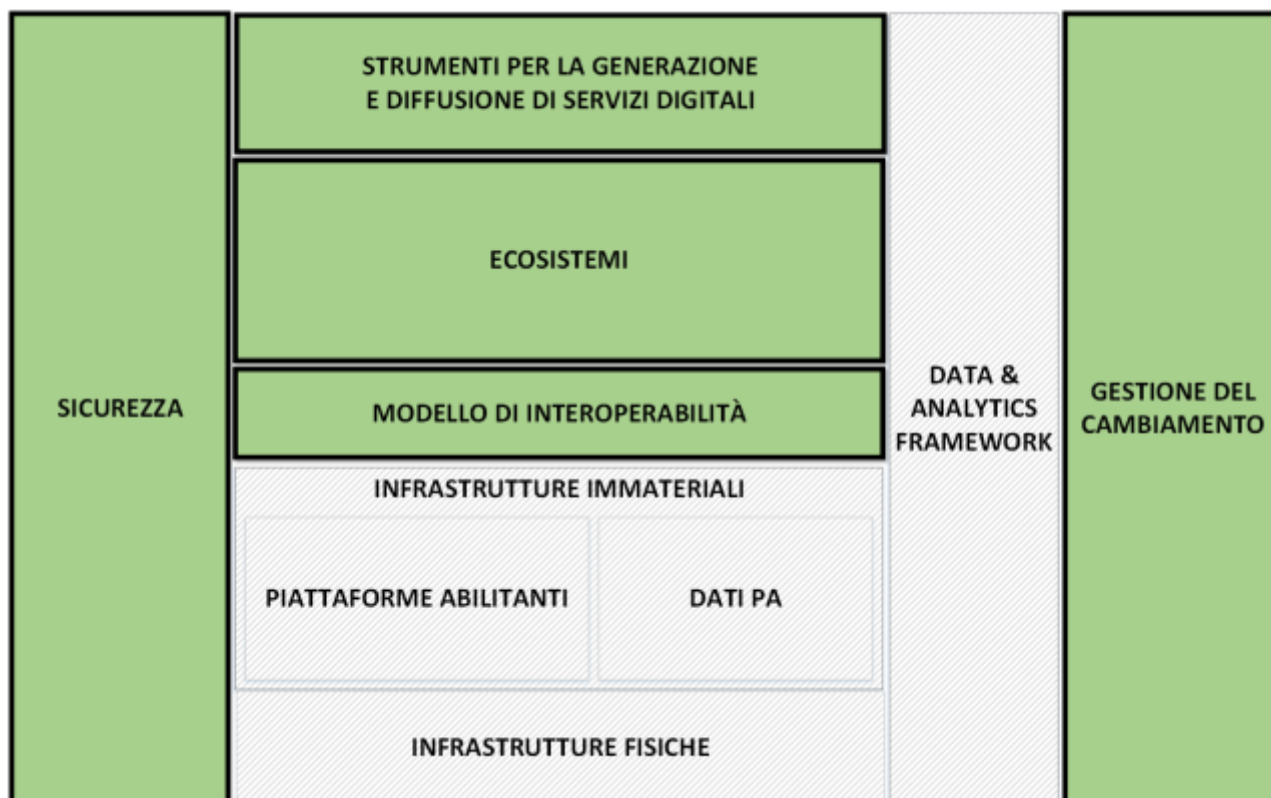 STRUMENTI PER LA GENERAZIONE
E DIFFUSIONE DI SERVIZI DIGITALI
ECOSISTEMI
SICUREZZA
MODELLO DI INTEROPERABILITÀ
DATA &
ANALYTICS
FRAMEWORK
GESTIONE DEL
CAMBIAMENTO
INFRASTRUTTURE IMMATERIALI
PIATTAFORME ABILITANTI
DATI PA
INFRASTRUTTURE FISICHE